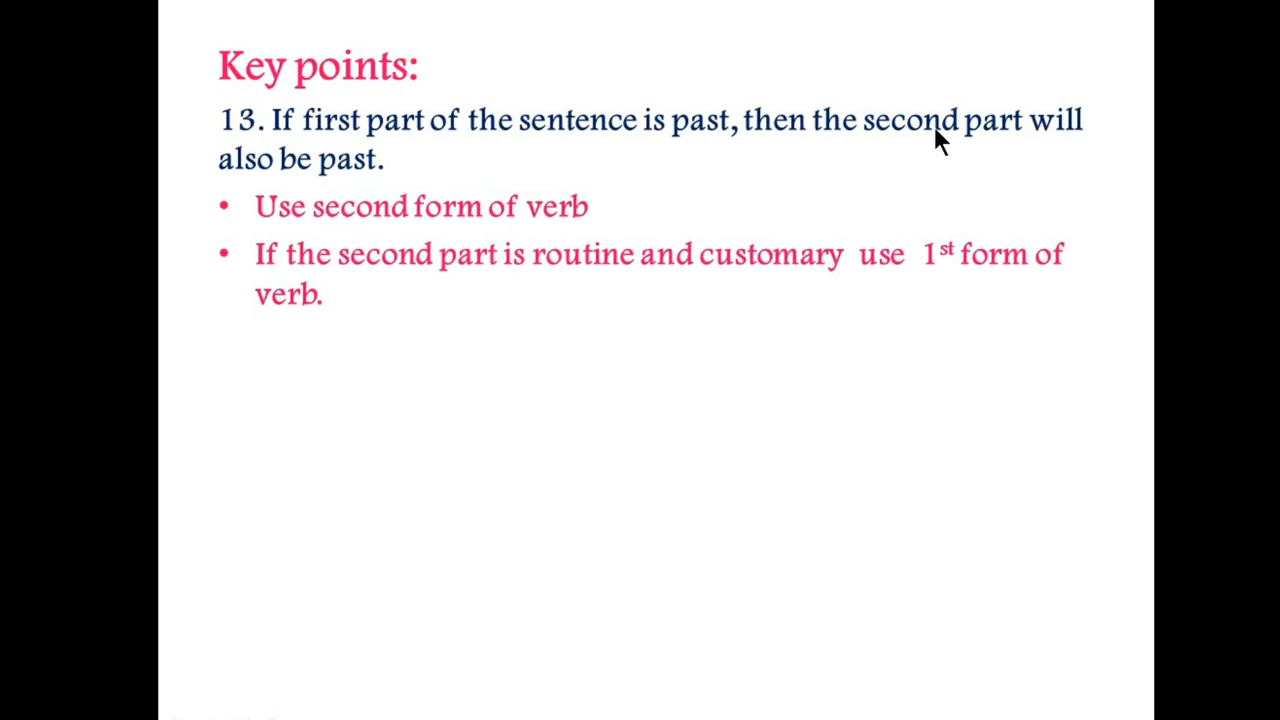 Key points:
13. If first part of the sentence is past, then the second part will
also be past.
• Use second form of verb
• If the second part is routine and customary use 1st form of
verb.